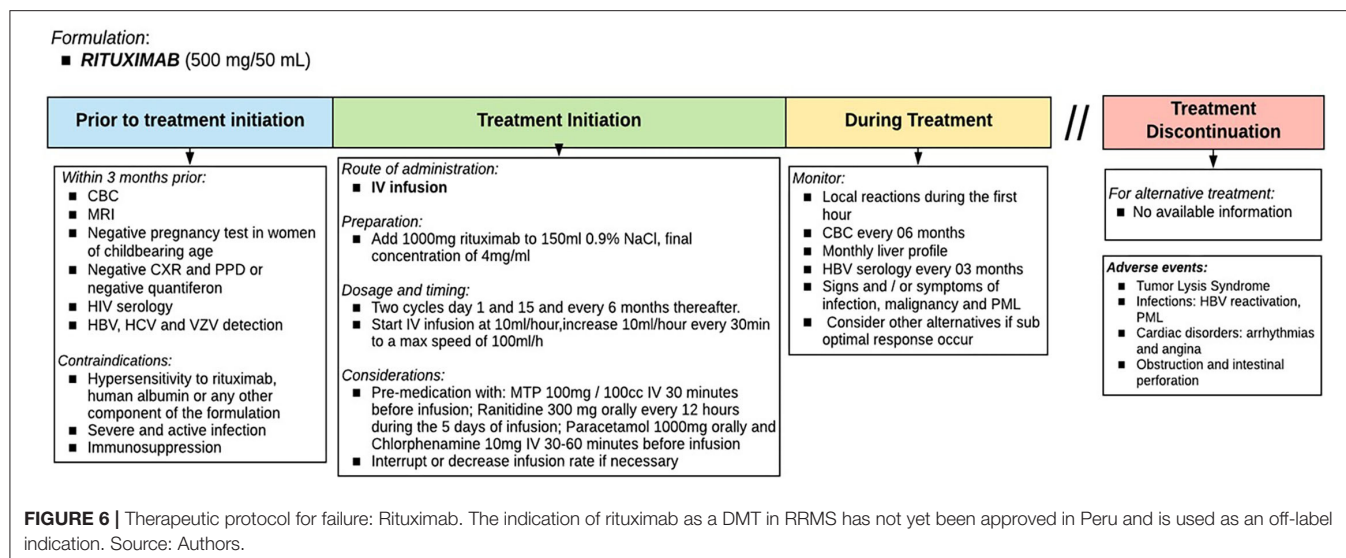 Formulation:
■ RITUXIMAB (500 mg/50 mL)
Prior to treatment initiation
Within 3 months prior:
■ CBC
■ MRI
■ Negative pregnancy test in women
of childbearing age
■ Negative CXR and PPD or
negative quantiferon
■ HIV serology
■ HBV, HCV and VZV detection
Contraindications:
■ Hypersensitivity to rituximab,
human albumin or any other
component of the formulation
■ Severe and active infection
■ Immunosuppression
Treatment Initiation
Route of administration:
■ IV infusion
Preparation:
■ Add 1000mg rituximab to 150ml 0.9% NaCl, final
concentration of 4mg/ml
Dosage and timing:
■ Two cycles day 1 and 15 and every 6 months thereafter.
■ Start IV infusion at 10ml/hour,increase 10ml/hour every 30min
to a max speed of 100ml/h
Considerations:
■ Pre-medication with: MTP 100mg / 100cc IV 30 minutes
before infusion; Ranitidine 300 mg orally every 12 hours
during the 5 days of infusion; Paracetamol 1000mg orally and
Chlorphenamine 10mg IV 30-60 minutes before infusion
■ Interrupt or decrease infusion rate if necessary
During Treatment
Monitor:
■ Local reactions during the first
hour
■ CBC every 06 months
■ Monthly liver profile
■ HBV serology every 03 months
■ Signs and / or symptoms of
infection, malignancy and PML
■ Consider other alternatives if sub
optimal response occur
//
Treatment
Discontinuation
For alternative treatment:
■ No available information
Adverse events:
■ Tumor Lysis Syndrome
■ Infections: HBV reactivation,
PML
■ Cardiac disorders: arrhythmias
and angina
■ Obstruction and intestinal
perforation
FIGURE 6 | Therapeutic protocol for failure: Rituximab. The indication of rituximab as a DMT in RRMS has not yet been approved in Peru and is used as an off-label
indication. Source: Authors.